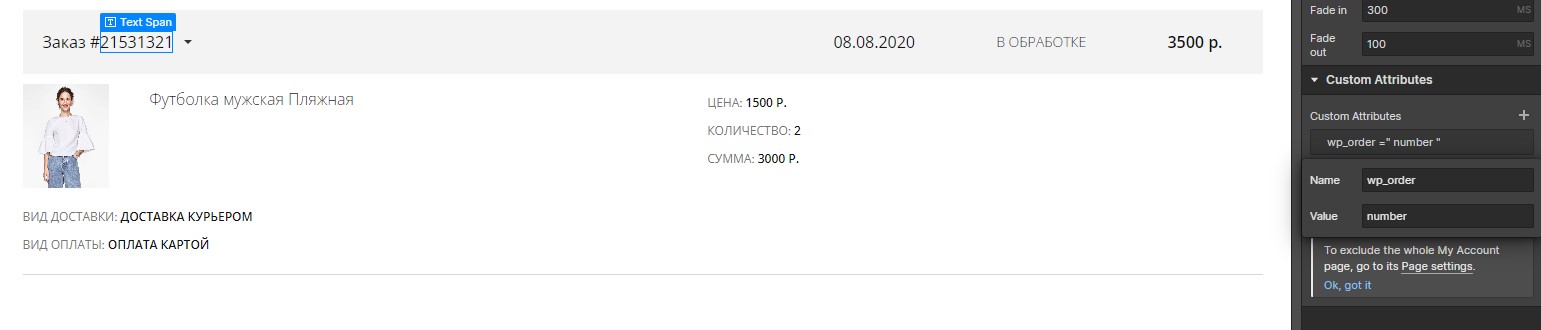 Text Span
Заказ #21531321
08.08.2020
В ОБРАБОТКЕ
3500 р.
Футболка мужская Пляжная
ЦЕНА: 1500 Р.
КОЛИЧЕСТВО: 2
СУММА: 3000 Р.
ВИД ДОСТАВКИ: ДОСТАВКА КУРЬЕРОМ
ВИД ОПЛАТЫ: ОПЛАТА КАРТОЙ
Fade in 300 MS
Fade out 100 MS
Custom Attributes
Custom Attributes +
wp_order =" number "
Name wp_order
Value number
To exclude the whole My Account
page, go to its Page settings.
Ok, got it